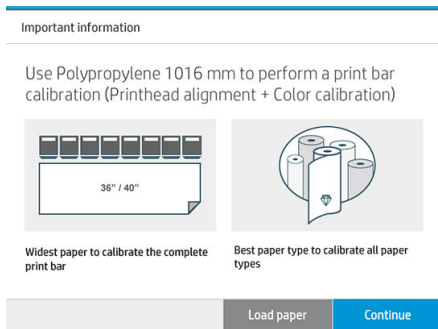 Important information
Use Polypropylene 1016 mm to perform a print bar
calibration (Printhead alignment + Color calibration)
36" / 40"
Widest paper to calibrate the complete
print bar
Best paper type to calibrate all paper
types
Load paper
Continue